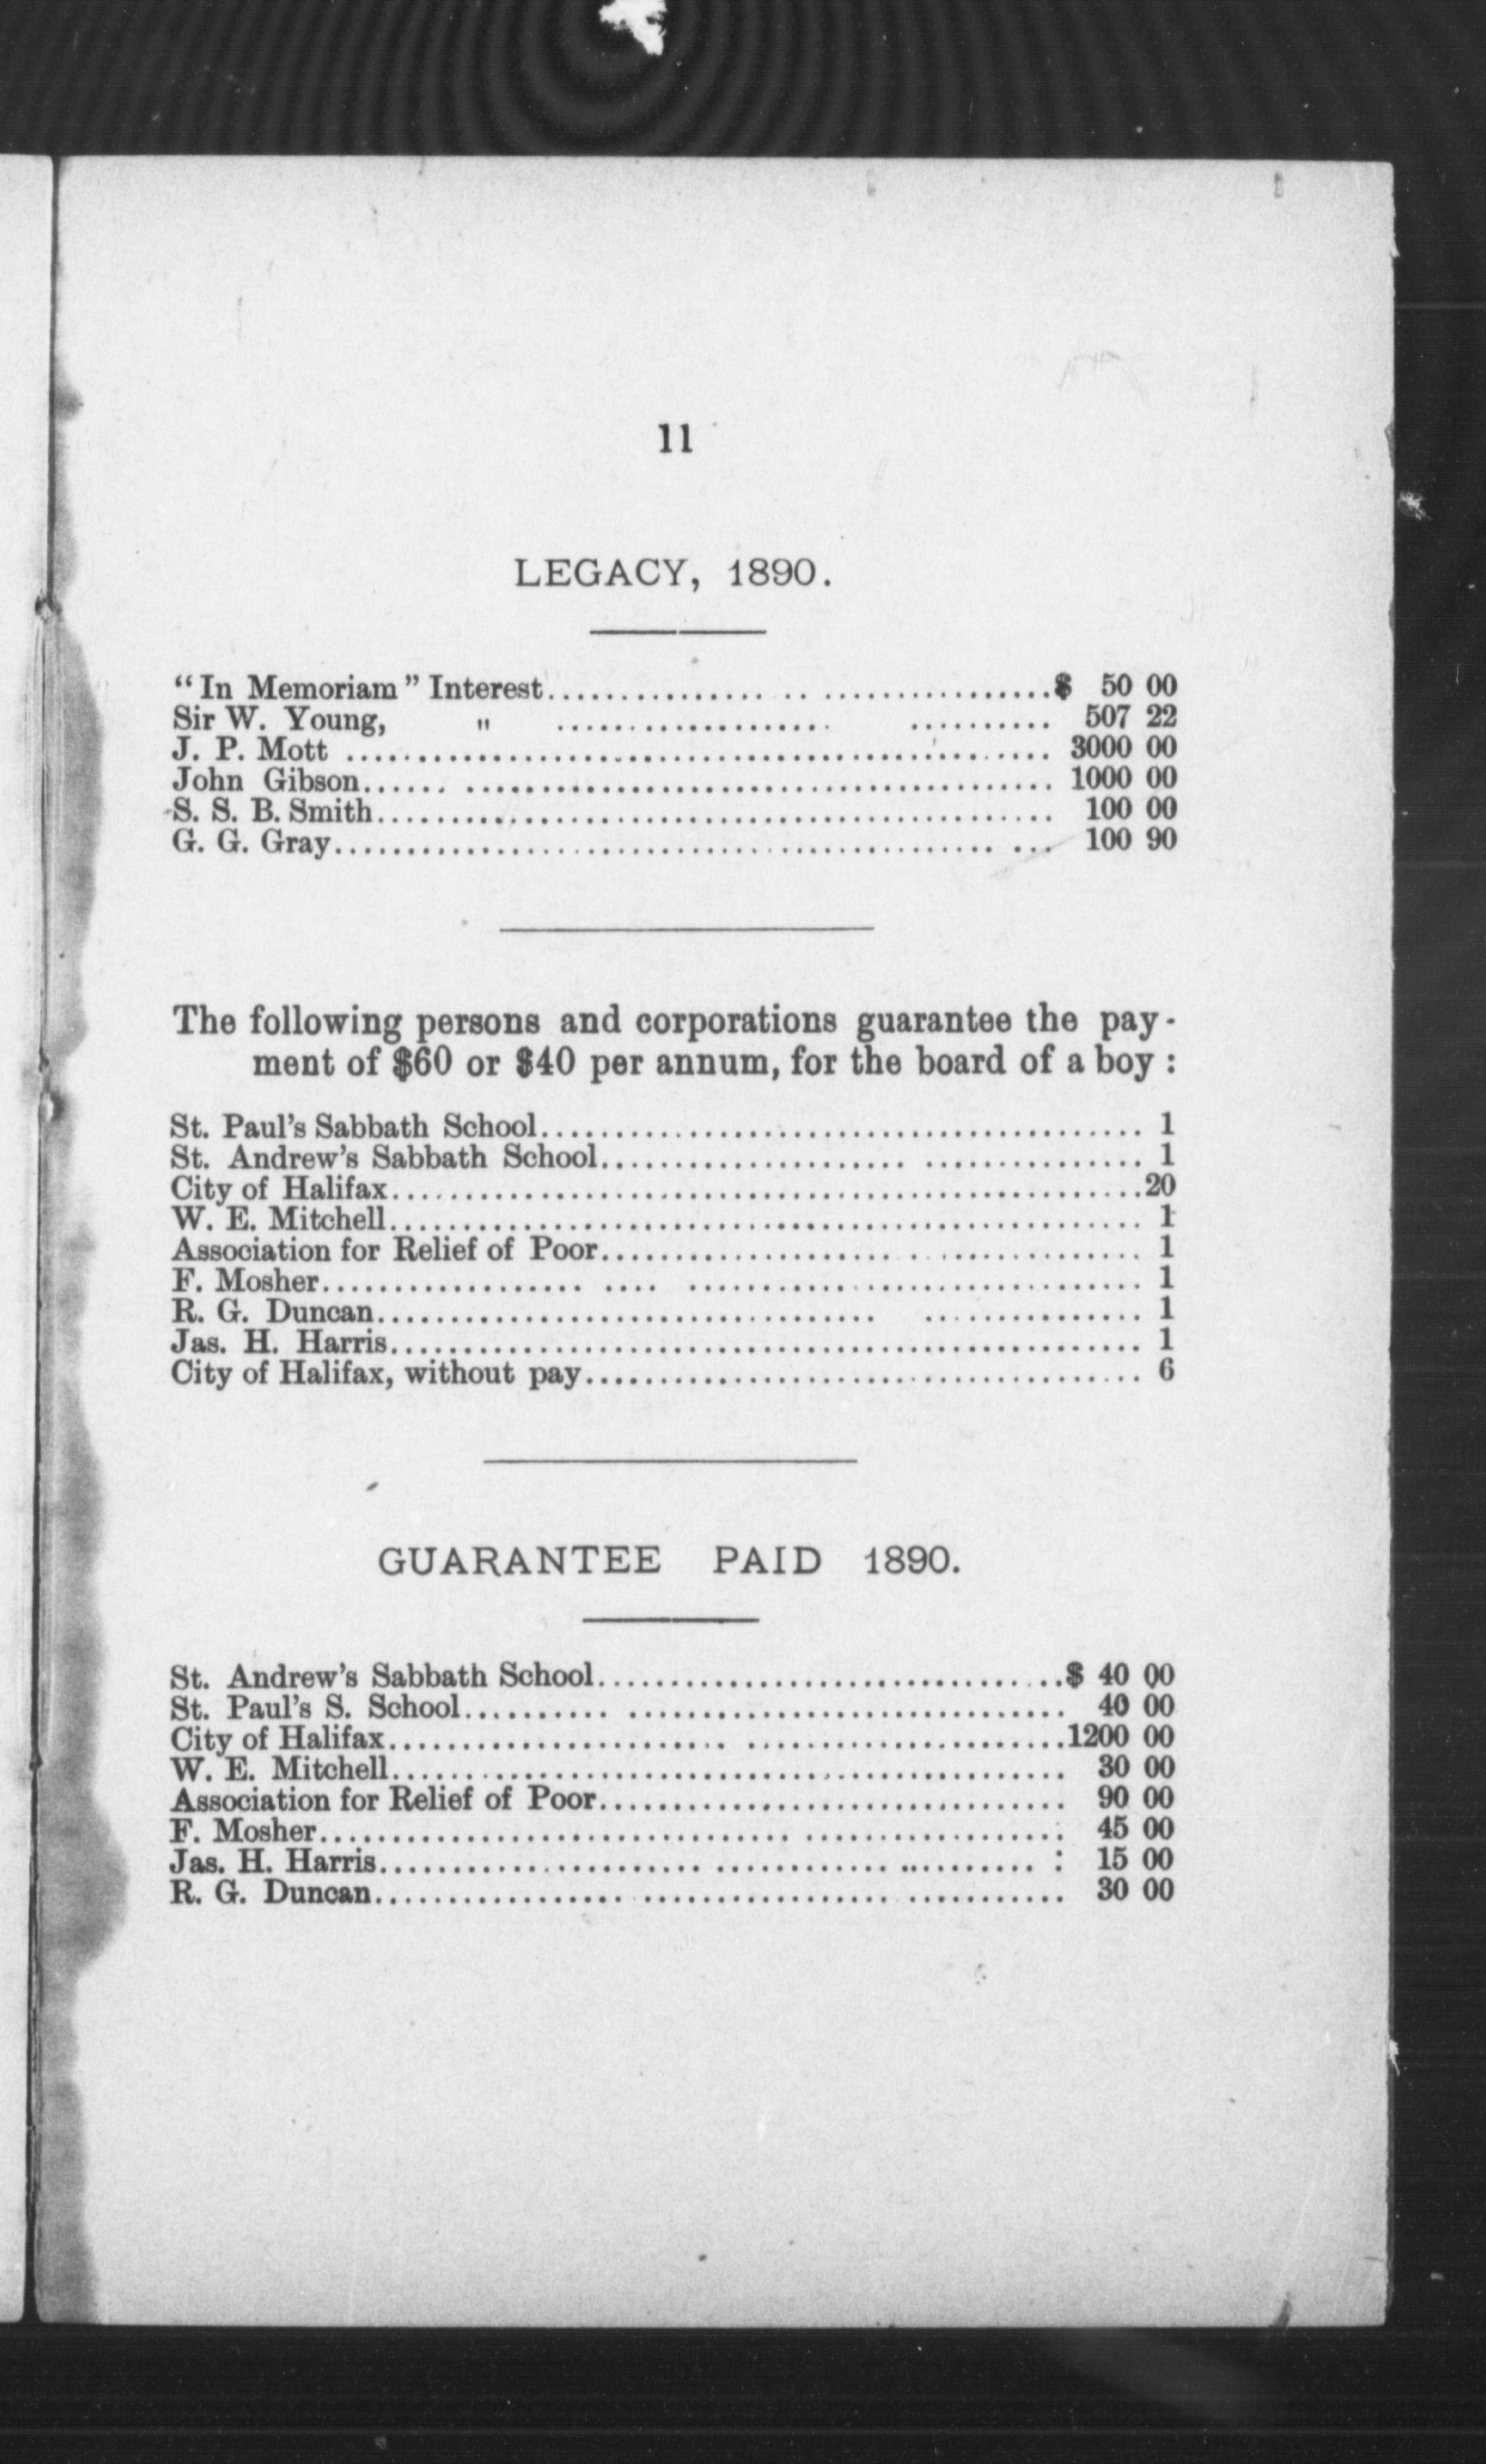 11
LEGACY, 1890.
“In Memoriam” Interest.......................................$ 50 00
Sir W. Young, " ............................. 507 22
J. P. Mott ................................................ 3000 00
John Gibson................................................ 1000 00
S. S. B. Smith................................................ 100 00
G. G. Gray................................................ 100 90
The following persons and corporations guarantee the pay-
ment of $60 or $40 per annum, for the board of a boy :
St. Paul's Sabbath School......................................... 1
St. Andrew's Sabbath School..................................... 1
City of Halifax....................................................20
W. E. Mitchell.................................................... 1
Association for Relief of Poor..................................... 1
F. Mosher....................................................... 1
R. G. Duncan.................................................. 1
Jas. H. Harris.................................................... 1
City of Halifax, without pay...................................... 6
GUARANTEE PAID 1890.
St. Andrew's Sabbath School................................$ 40 00
St. Paul's S. School......................................... 40 00
City of Halifax..............................................1200 00
W. E. Mitchell.............................................. 30 00
Association for Relief of Poor................................ 90 00
F. Mosher.................................................. 45 00
Jas. H. Harris.............................................. 15 00
R. G. Duncan.............................................. 30 00